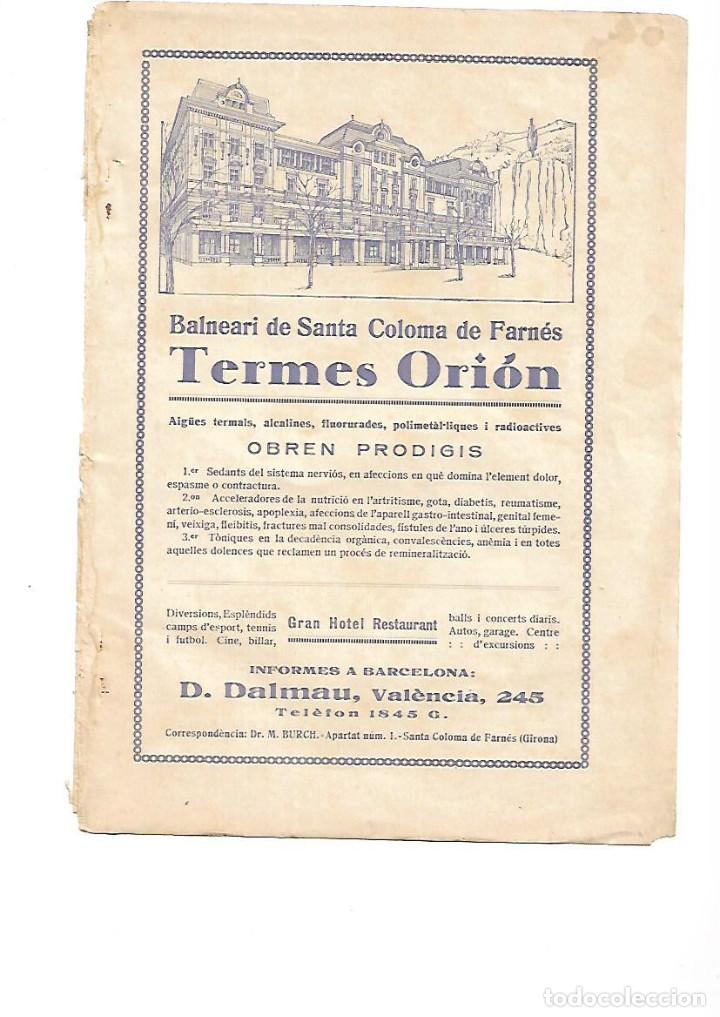 Balneari de Santa Coloma de Farnés
Termes Orión
Aigües termals, alcalines, fluorurades, polimetàl·liques i radioactives
OBREN PRODIGIS
1.er Sedants del sistema nerviós, en afeccions en què domina l'element dolor,
espasme o contractura.
2.on Acceleradores de la nutrició en l'artritisme, gota, diabetis, reumatisme,
arterio-esclerosis, apoplexia, afeccions de l'aparell gastro-intestinal, genital feme-
ní, veixiga, fleibitis, fractures mal consolidades, fístules de l'ano i úlceres túrpides.
3.er Tòniques en la decadència orgànica, convalescències, anèmia i en totes
aquelles dolences que reclamen un procés de remineralització.
Diversions, Esplèndids
camps d'esport, tennis
i futbol. Cine, billar,
Gran Hotel Restaurant
balls i concerts diaris.
Autos, garage. Centre
: : d'excursions : :
INFORMES A BARCELONA:
D. Dalmau, València, 245
Telèfon 1845 G.
Correspondència: Dr. M. BURCH.-Apartat núm. 1.-Santa Coloma de Farnés (Girona)
todocoleccion